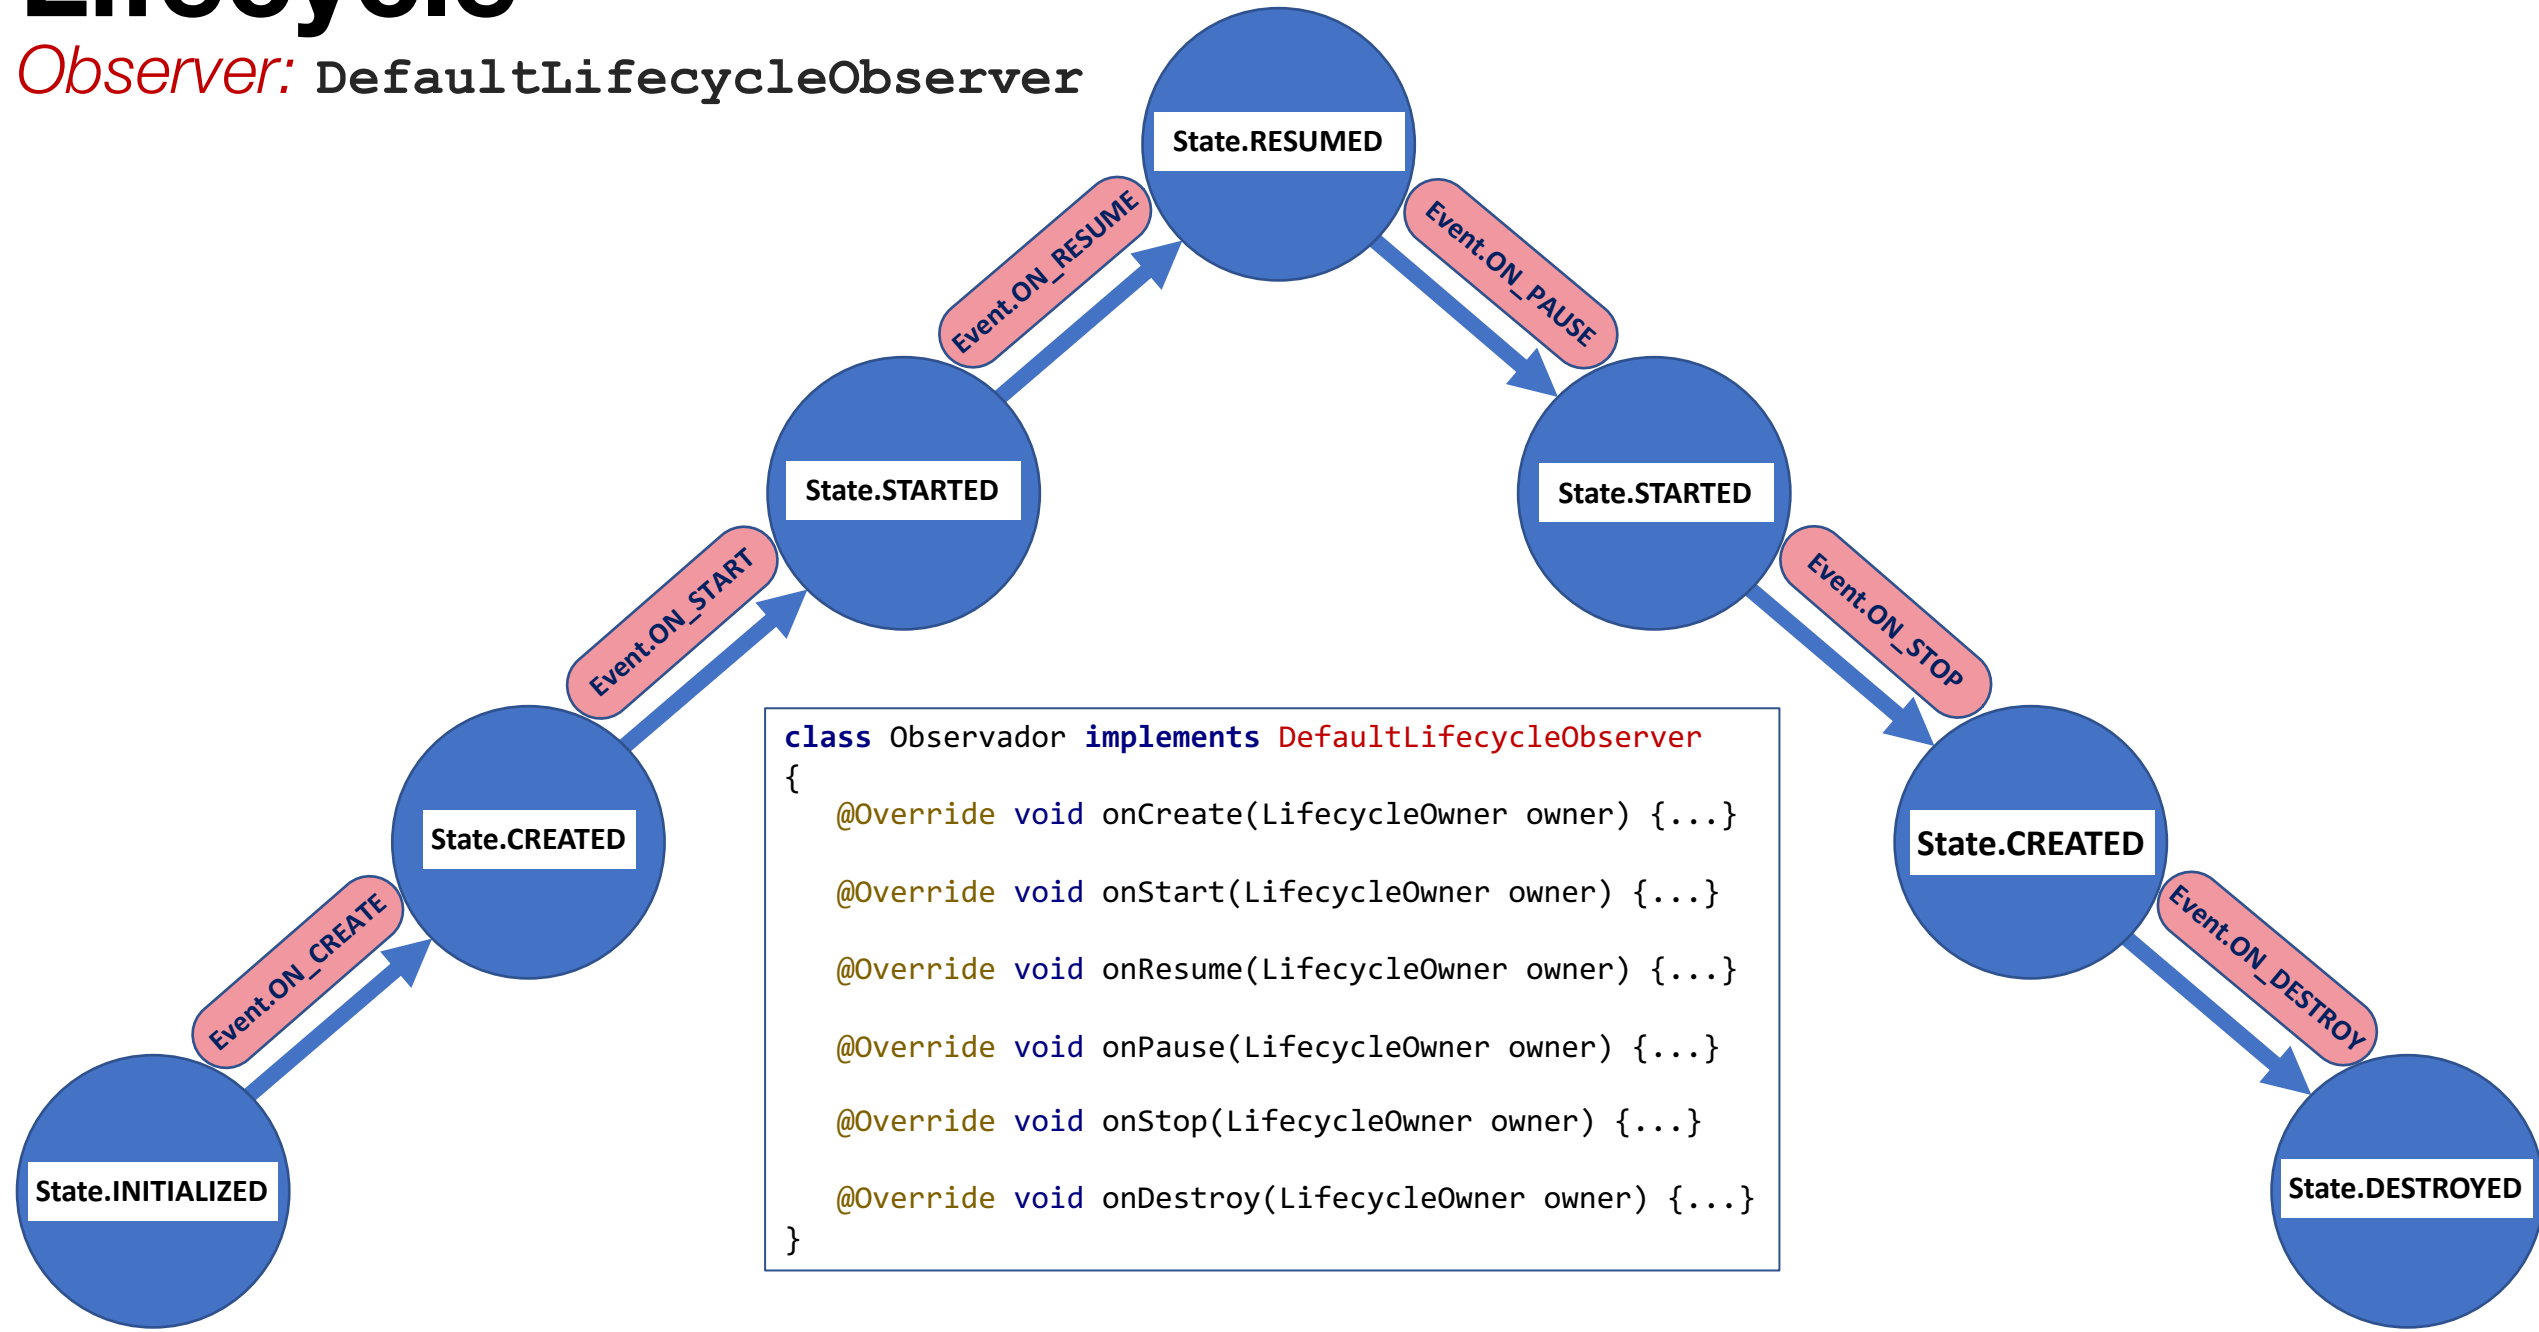 Lifecycle
Observer: DefaultLifecycleObserver
State.RESUMED
Event.ON_RESUME
Event.ON_PAUSE
State.STARTED
State.STARTED
Event.ON_START
Event.ON_STOP
State.CREATED
State.CREATED
Event.ON_CREATE
Event.ON_DESTROY
State.INITIALIZED
State.DESTROYED
class Observador implements DefaultLifecycleObserver
{
@Override void onCreate(LifecycleOwner owner) {...}
@Override void onStart(LifecycleOwner owner) {...}
@Override void onResume(LifecycleOwner owner) {...}
@Override void onPause(LifecycleOwner owner) {...}
@Override void onStop(LifecycleOwner owner) {...}
@Override void onDestroy(LifecycleOwner owner) {...}
}